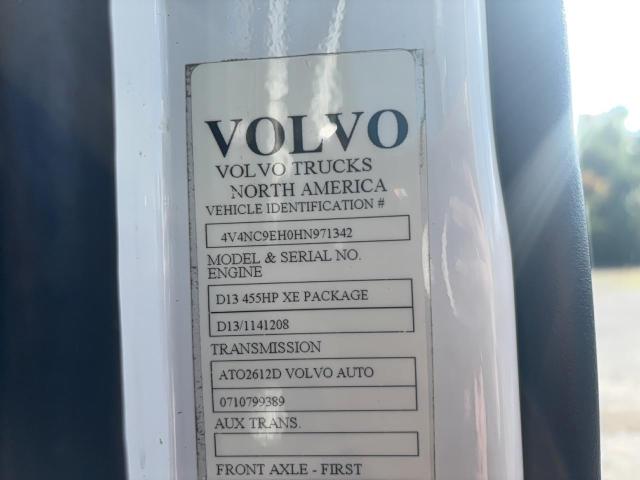 VOLVO
VOLVO TRUCKS
NORTH AMERICA
VEHICLE IDENTIFICATION #
4V4NC9EH0HN971342
MODEL & SERIAL NO.
ENGINE
D13 455HP XE PACKAGE
D13/1141208
TRANSMISSION
ATO2612D VOLVO AUTO
0710799389
AUX TRANS.
FRONT AXLE - FIRST